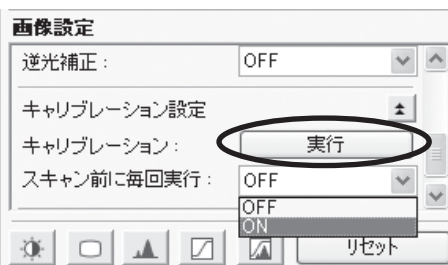 画像設定
逆光補正： OFF
キャリブレーション設定
キャリブレーション： 実行
スキャン前に毎回実行： OFF
OFF
ON
リセット